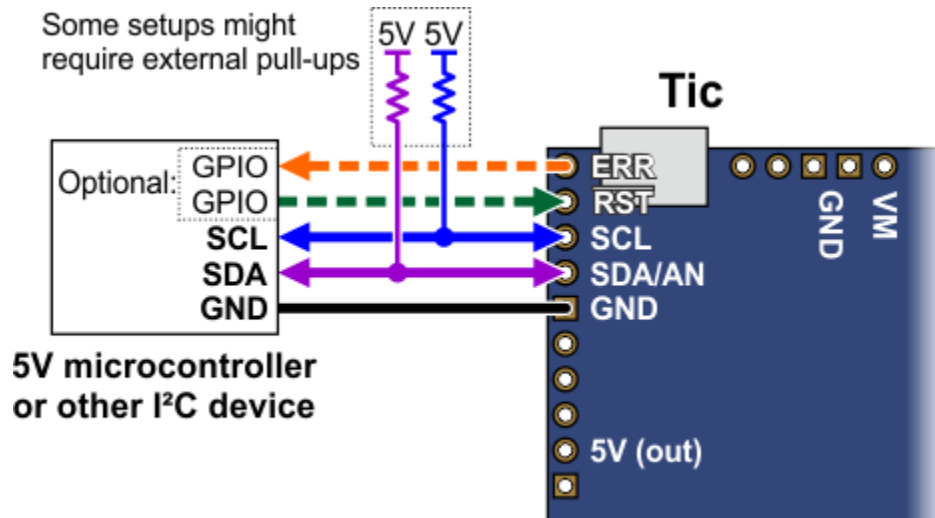 Some setups might
require external pull-ups
5V 5V
Tic
Optional:
GPIO
GPIO
SCL
SDA
GND
5V microcontroller
or other I²C device
ERR
RST
SCL
SDA/AN
GND
5V (out)
GND
VM